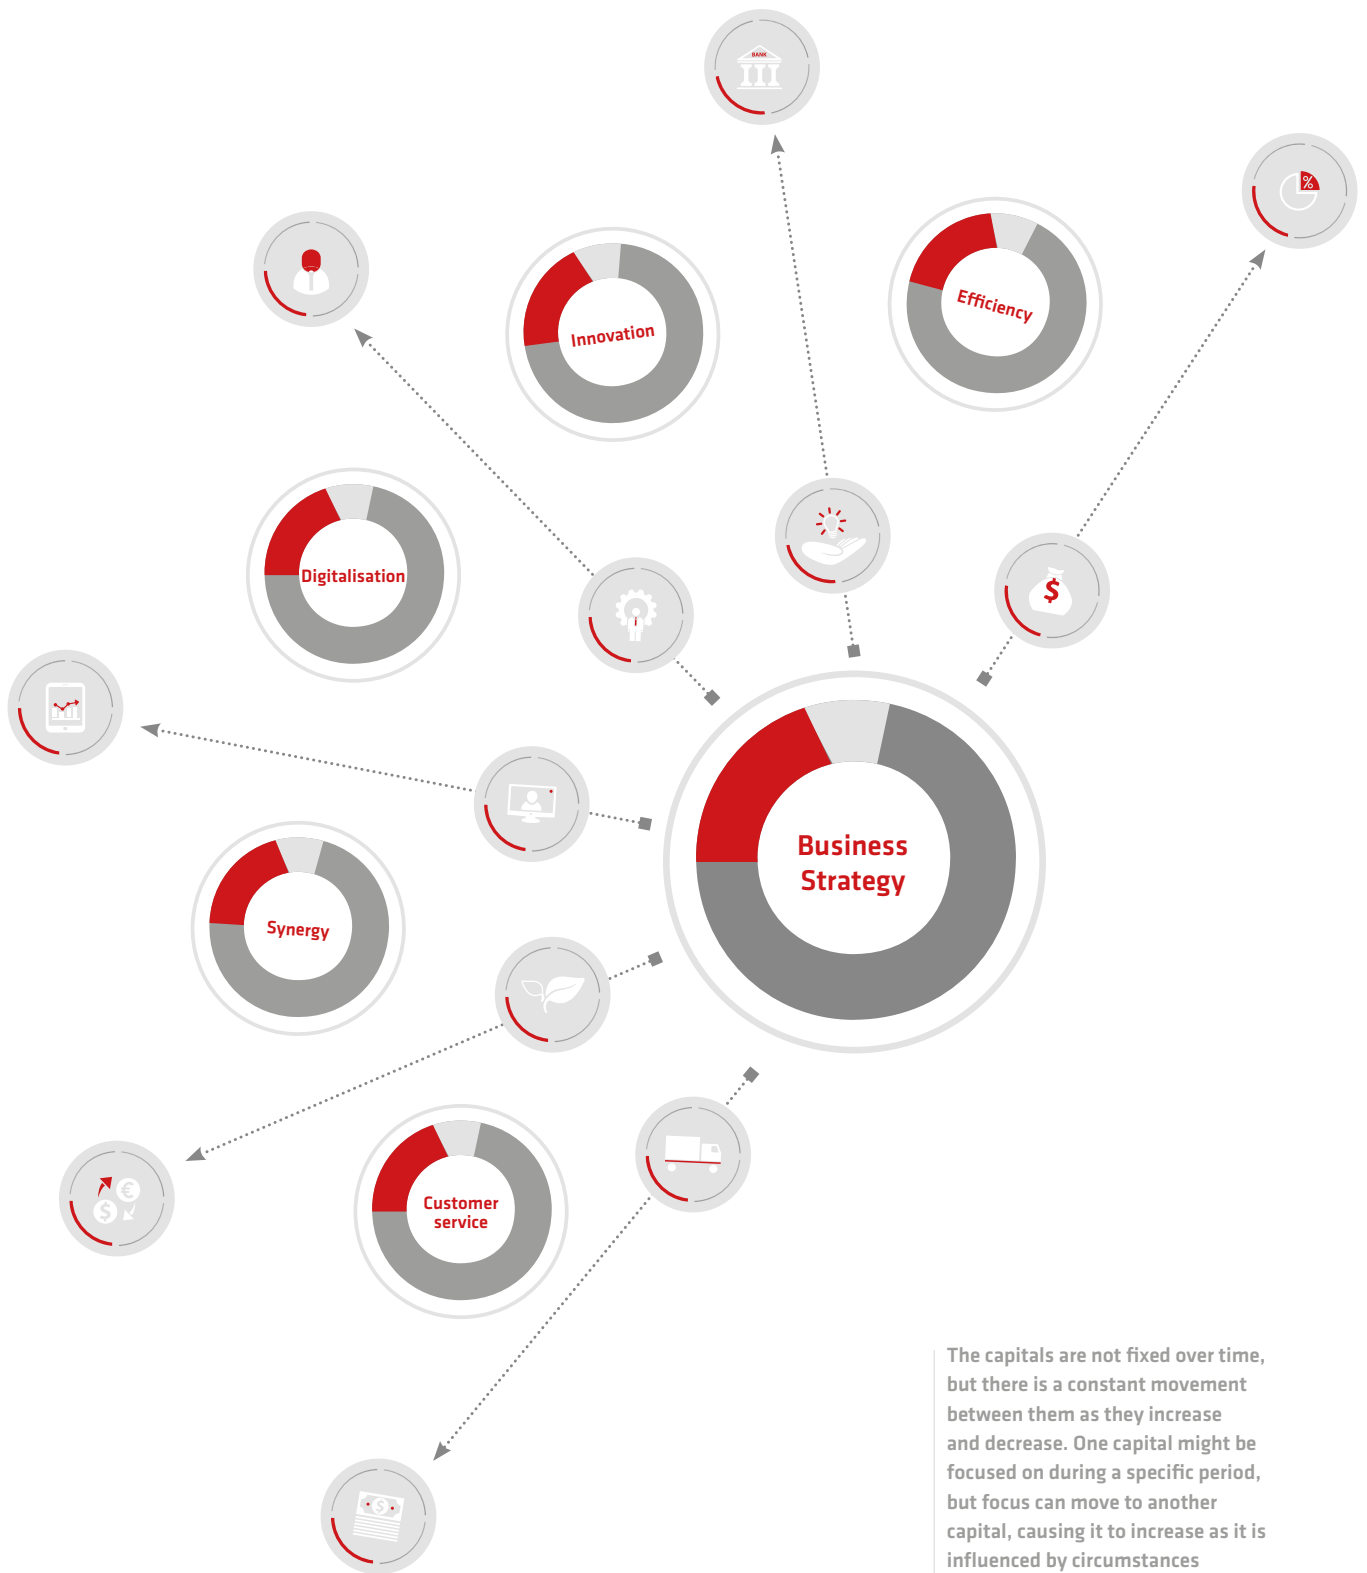 BANK
%
Efficiency
Innovation
Digitalisation
$
Business
Strategy
Synergy
€
$
Customer
service
$
The capitals are not fixed over time,
but there is a constant movement
between them as they increase
and decrease. One capital might be
focused on during a specific period,
but focus can move to another
capital, causing it to increase as it is
influenced by circumstances